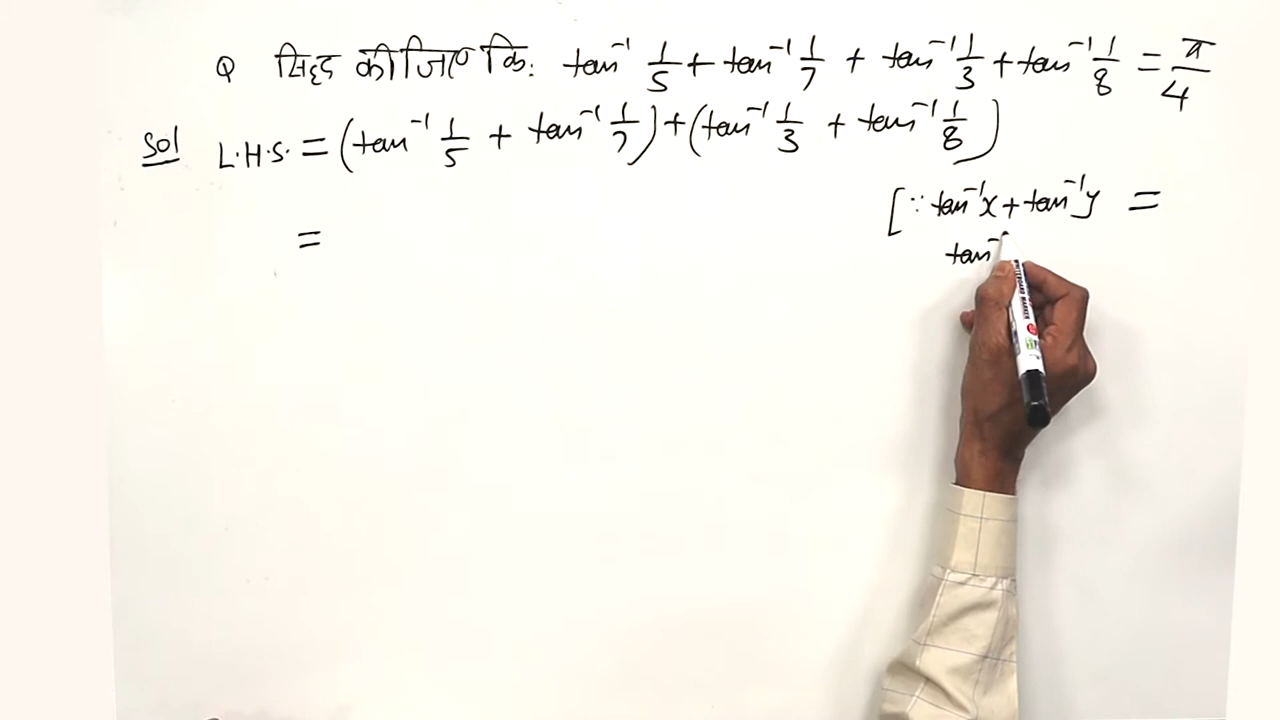 Q सिद्ध कीजिए कि: tan⁻¹ 1/5 + tan⁻¹ 1/7 + tan⁻¹ 1/3 + tan⁻¹ 1/8 = π/4
Sol L.H.S. = (tan⁻¹ 1/5 + tan⁻¹ 1/7) + (tan⁻¹ 1/3 + tan⁻¹ 1/8)
[∵ tan⁻¹x + tan⁻¹y =
= tan⁻